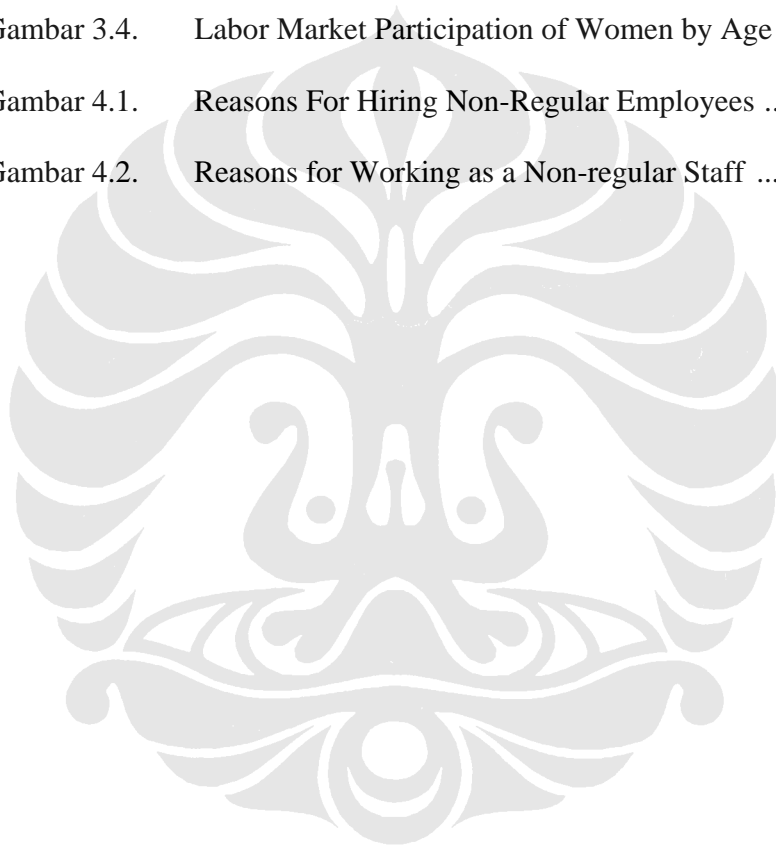 Gambar 3.4. Labor Market Participation of Women by Age
Gambar 4.1. Reasons For Hiring Non-Regular Employees ..
Gambar 4.2. Reasons for Working as a Non-regular Staff ...